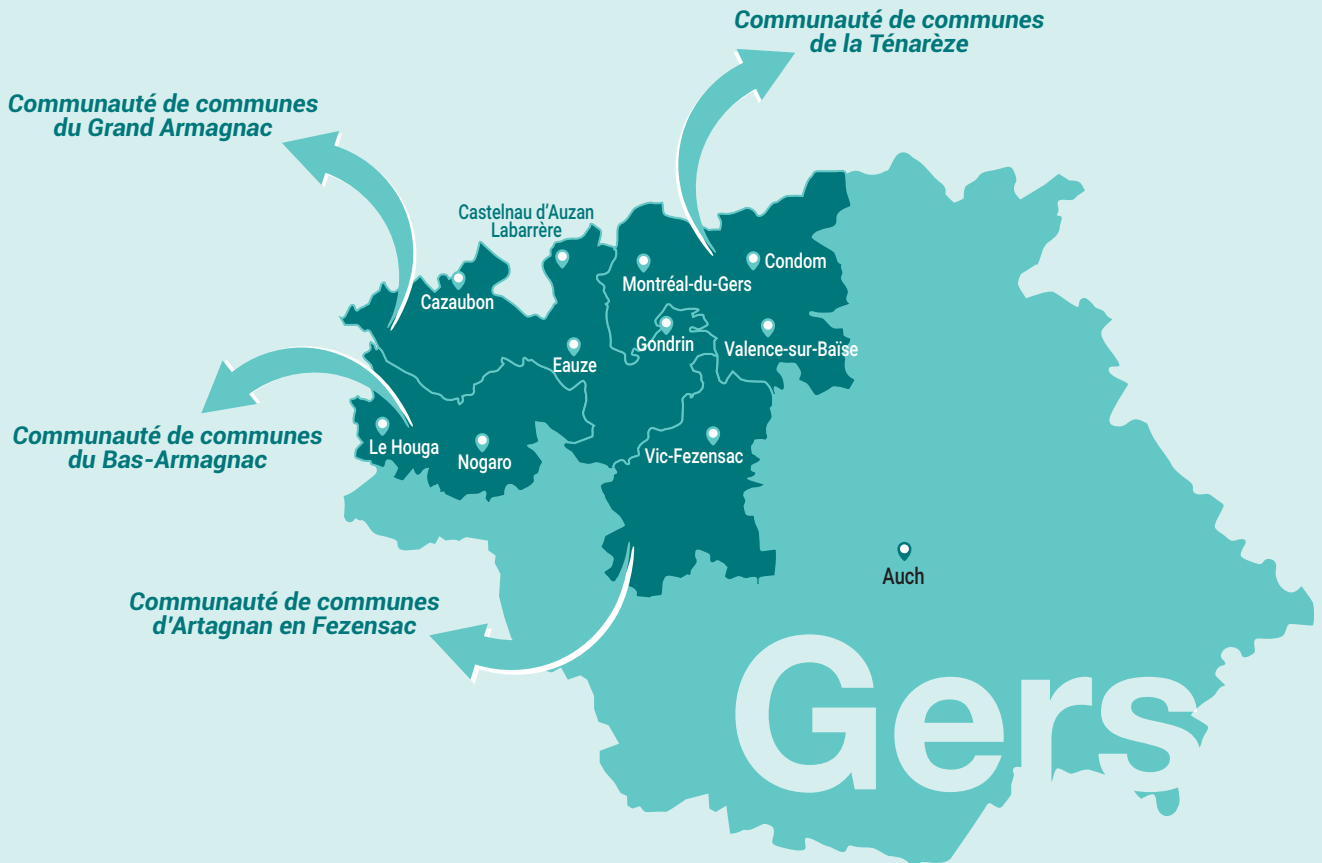 Communauté de communes
de la Ténarèze
Communauté de communes
du Grand Armagnac
Castelnau d'Auzan
Labarrère
Condom
Montréal-du-Gers
Cazaubon
Gondrin
Valence-sur-Baïse
Eauze
Communauté de communes
du Bas-Armagnac
Le Houga
Nogaro
Vic-Fezensac
Auch
Communauté de communes
d'Artagnan en Fezensac
Gers